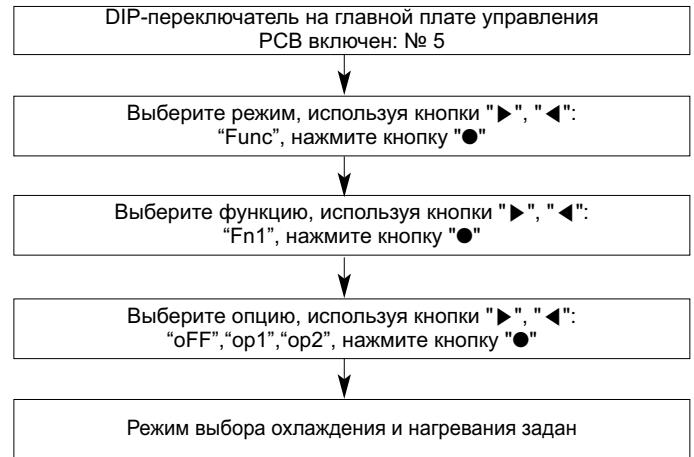 DIP-переключатель на главной плате управления
PCB включен: № 5
Выберите режим, используя кнопки "▶", "◀":
“Func”, нажмите кнопку "●"
Выберите функцию, используя кнопки "▶", "◀":
“Fn1”, нажмите кнопку "●"
Выберите опцию, используя кнопки "▶", "◀":
“oFF”,“op1”,“op2”, нажмите кнопку "●"
Режим выбора охлаждения и нагревания задан